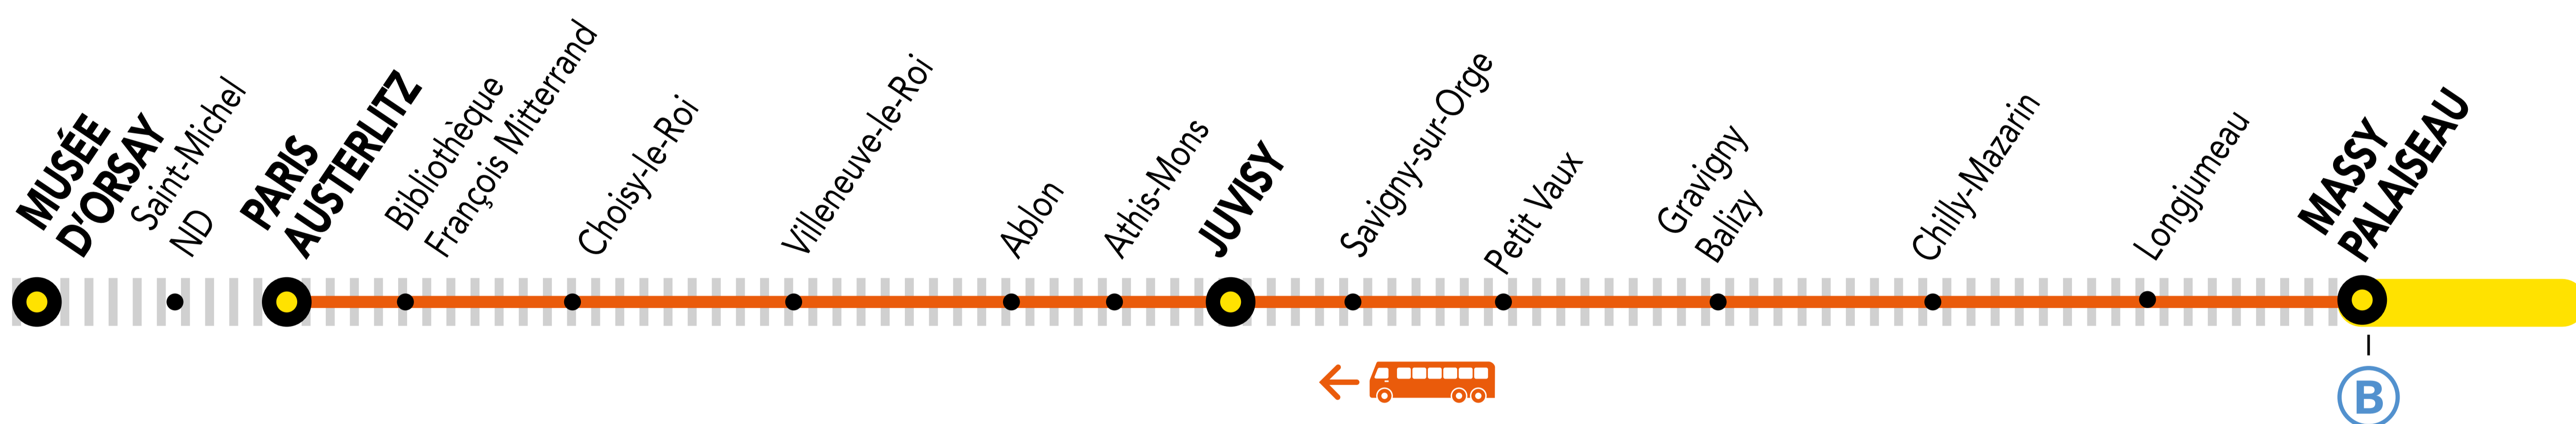 MUSÉE
D'ORSAY
Saint-Michel
ND
PARIS
AUSTERLITZ
Bibliothèque
François Mitterrand
Choisy-le-Roi
Villeneuve-le-Roi
Ablon
Athis-Mons
JUVISY
Savigny-sur-Orge
Petit Vaux
Gravigny
Balizy
Chilly-Mazarin
Longjumeau
MASSY
PALAISEAU
B